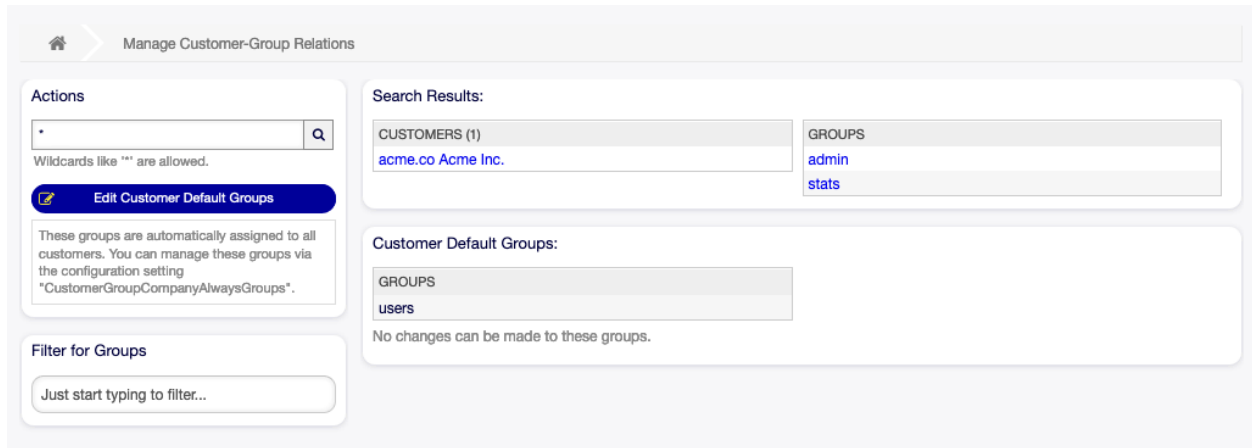 Manage Customer-Group Relations
Actions
*
Wildcards like '*' are allowed.
Edit Customer Default Groups
These groups are automatically assigned to all
customers. You can manage these groups via
the configuration setting
"CustomerGroupCompanyAlwaysGroups".
Filter for Groups
Just start typing to filter...
Search Results:
CUSTOMERS (1)
acme.co Acme Inc.
GROUPS
admin
stats
Customer Default Groups:
GROUPS
users
No changes can be made to these groups.